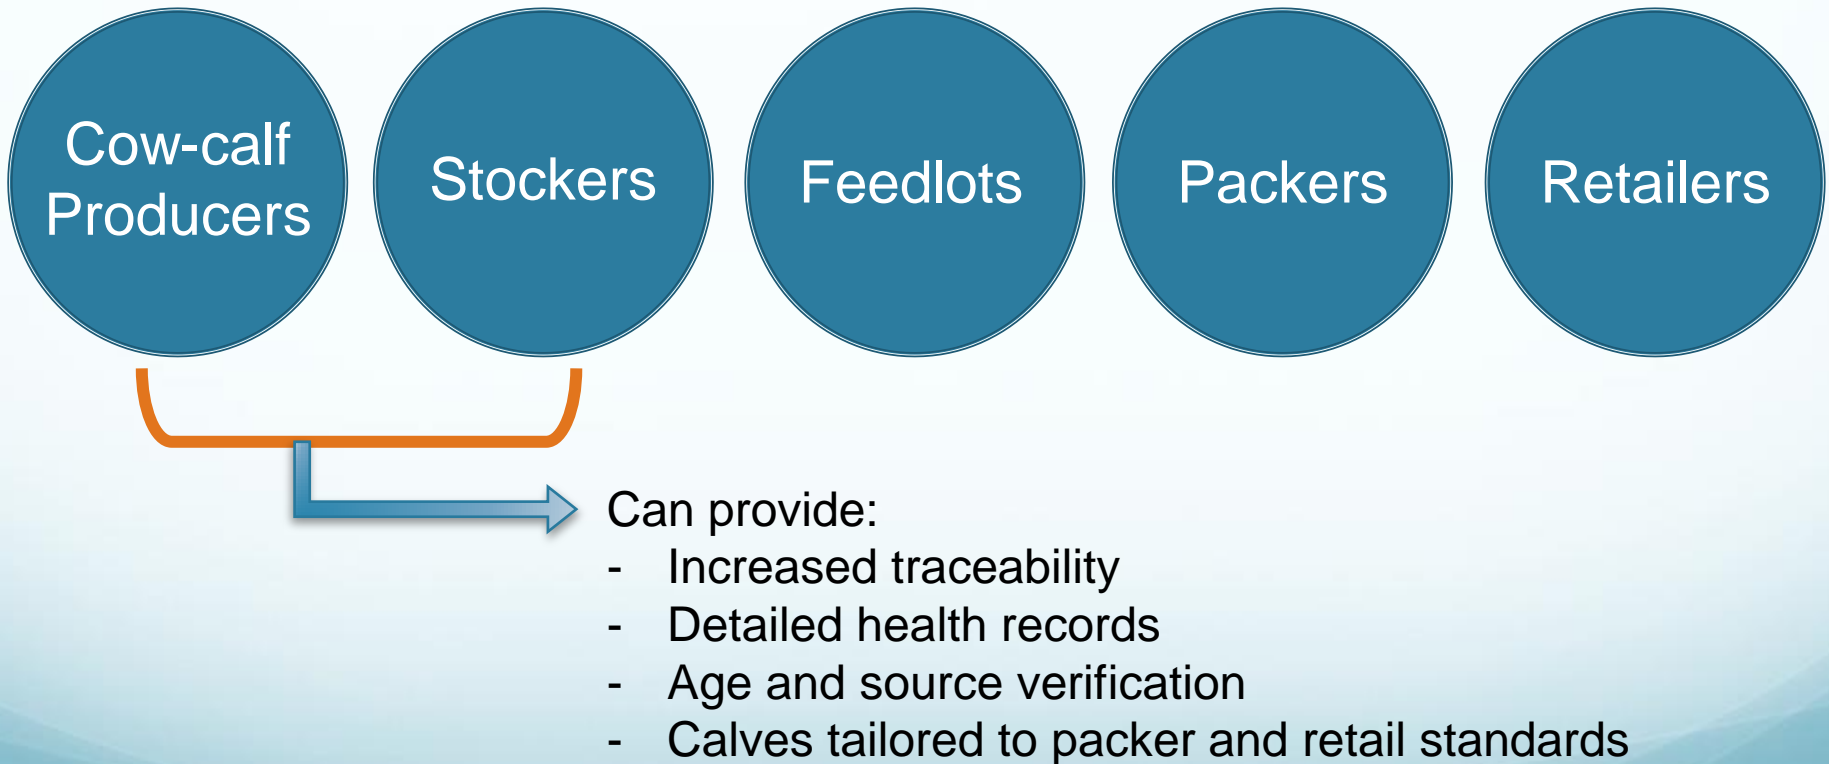 Cow-calf
Producers
Stockers
Feedlots
Packers
Retailers
Can provide:
- Increased traceability
- Detailed health records
- Age and source verification
- Calves tailored to packer and retail standards